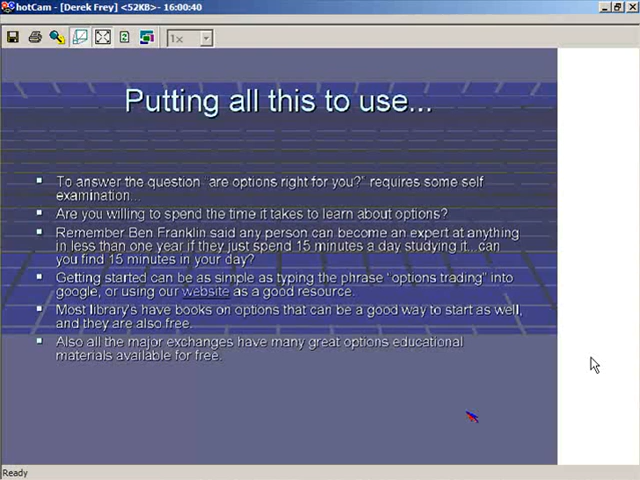 hotCam - [Derek Frey] <52KB>- 16:00:40
1x
Putting all this to use...
To answer the question "are options right for you?" requires some self
examination...
Are you willing to spend the time it takes to learn about options?
Remember Ben Franklin said any person can become an expert at anything
in less than one year if they just spend 15 minutes a day studying it...can
you find 15 minutes in your day?
Getting started can be as simple as typing the phrase "options trading" into
google, or using our website as a good resource.
Most library's have books on options that can be a good way to start as well,
and they are also free.
Also all the major exchanges have many great options educational
materials available for free.
Ready